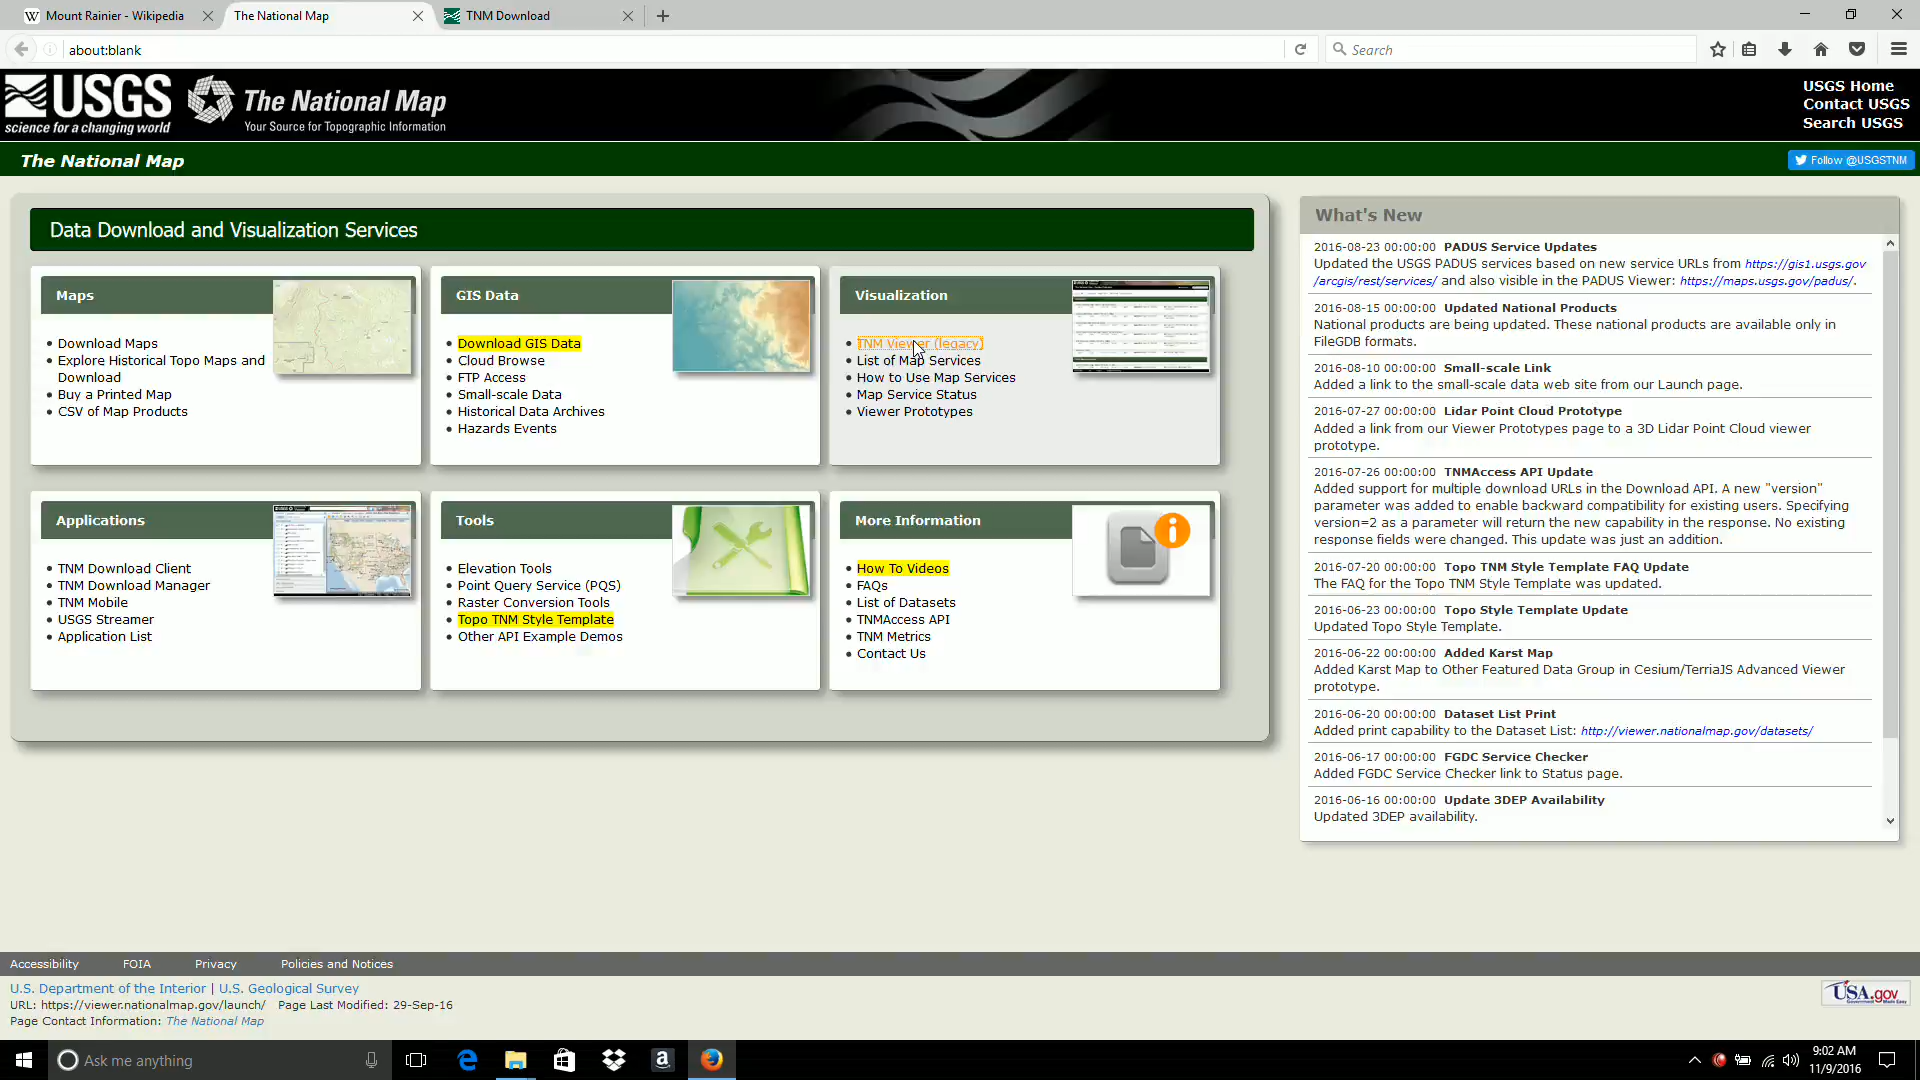 Mount Rainier - Wikipedia
The National Map
TNM Download
about:blank
Search
USGS
science for a changing world
The National Map
Your Source for Topographic Information
USGS Home
Contact USGS
Search USGS
The National Map
Follow @USGSTNM
Data Download and Visualization Services
Maps
Download Maps
Explore Historical Topo Maps and
Download
Buy a Printed Map
CSV of Map Products
GIS Data
Download GIS Data
Cloud Browse
FTP Access
Small-scale Data
Historical Data Archives
Hazards Events
Visualization
TNM Viewer (legacy)
List of Map Services
How to Use Map Services
Map Service Status
Viewer Prototypes
Applications
TNM Download Client
TNM Download Manager
TNM Mobile
USGS Streamer
Application List
Tools
Elevation Tools
Point Query Service (PQS)
Raster Conversion Tools
Topo TNM Style Template
Other API Example Demos
More Information
How To Videos
FAQs
List of Datasets
TNMAccess API
TNM Metrics
Contact Us
What's New
2016-08-23 00:00:00 PADUS Service Updates
Updated the USGS PADUS services based on new service URLs from https://gis1.usgs.gov
/arcgis/rest/services/ and also visible in the PADUS Viewer: https://maps.usgs.gov/padus/.
2016-08-15 00:00:00 Updated National Products
National products are being updated. These national products are available only in
FileGDB formats.
2016-08-10 00:00:00 Small-scale Link
Added a link to the small-scale data web site from our Launch page.
2016-07-27 00:00:00 Lidar Point Cloud Prototype
Added a link from our Viewer Prototypes page to a 3D Lidar Point Cloud viewer
prototype.
2016-07-26 00:00:00 TNMAccess API Update
Added support for multiple download URLs in the Download API. A new "version"
parameter was added to enable backward compatibility for existing users. Specifying
version=2 as a parameter will return the new capability in the response. No existing
response fields were changed. This update was just an addition.
2016-07-20 00:00:00 Topo TNM Style Template FAQ Update
The FAQ for the Topo TNM Style Template was updated.
2016-06-23 00:00:00 Topo Style Template Update
Updated Topo Style Template.
2016-06-22 00:00:00 Added Karst Map
Added Karst Map to Other Featured Data Group in Cesium/TerriaJS Advanced Viewer
prototype.
2016-06-20 00:00:00 Dataset List Print
Added print capability to the Dataset List: http://viewer.nationalmap.gov/datasets/
2016-06-17 00:00:00 FGDC Service Checker
Added FGDC Service Checker link to Status page.
2016-06-16 00:00:00 Update 3DEP Availability
Updated 3DEP availability.
Accessibility FOIA Privacy Policies and Notices
U.S. Department of the Interior | U.S. Geological Survey
URL: https://viewer.nationalmap.gov/launch/ Page Last Modified: 29-Sep-16
Page Contact Information: The National Map
USA.gov
Ask me anything
9:02 AM
11/9/2016